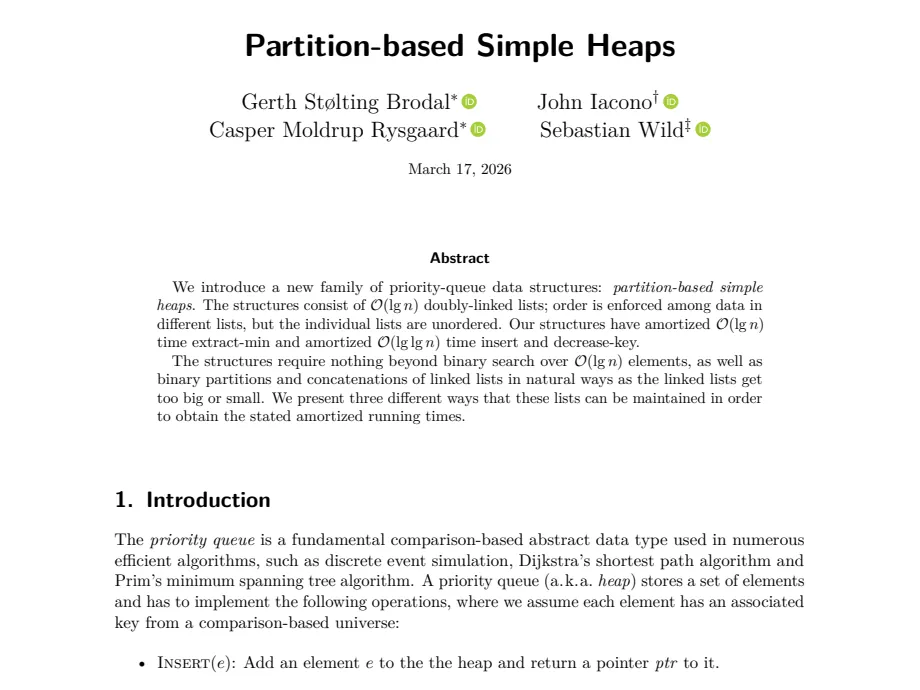 Partition-based Simple Heaps
Gerth Stølting Brodal* iD John Iacono† iD
Casper Moldrup Rysgaard* iD Sebastian Wild‡ iD
March 17, 2026
Abstract
We introduce a new family of priority-queue data structures: partition-based simple
heaps. The structures consist of O(lg n) doubly-linked lists; order is enforced among data in
different lists, but the individual lists are unordered. Our structures have amortized O(lg n)
time extract-min and amortized O(lg lg n) time insert and decrease-key.
The structures require nothing beyond binary search over O(lg n) elements, as well as
binary partitions and concatenations of linked lists in natural ways as the linked lists get
too big or small. We present three different ways that these lists can be maintained in order
to obtain the stated amortized running times.
1. Introduction
The priority queue is a fundamental comparison-based abstract data type used in numerous
efficient algorithms, such as discrete event simulation, Dijkstra's shortest path algorithm and
Prim's minimum spanning tree algorithm. A priority queue (a.k.a. heap) stores a set of elements
and has to implement the following operations, where we assume each element has an associated
key from a comparison-based universe:
• Insert(e): Add an element e to the the heap and return a pointer ptr to it.